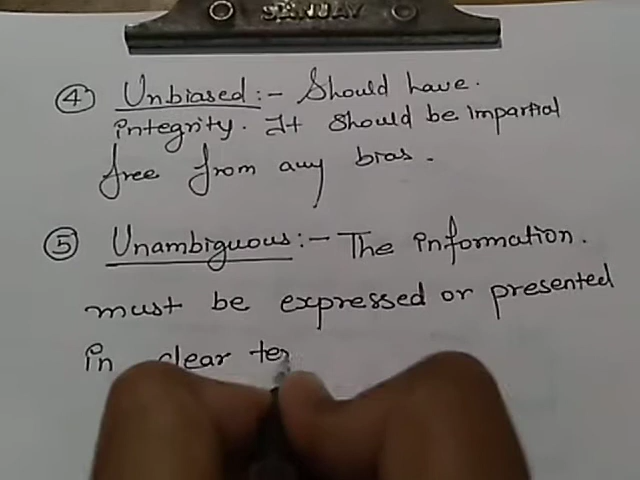 SANJAY
④ Unbiased :- Should have.
integrity. It should be impartial
free from any bias.
⑤ Unambiguous :- The information.
must be expressed or presented
in clear te